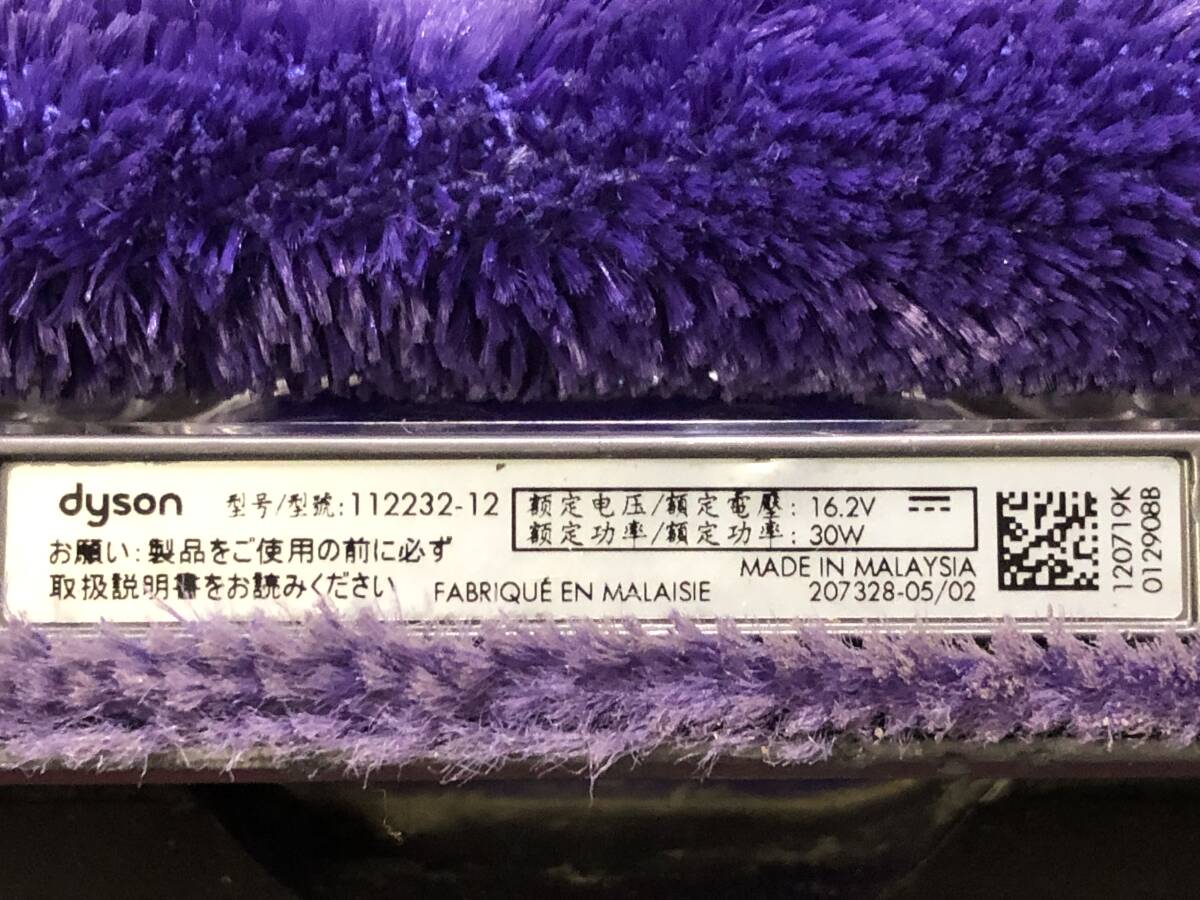 dyson
型号/型號:112232-12
お願い:製品をご使用の前に必ず
取扱説明書をお読みください
FABRIQUÉ EN MALAISIE
额定电压/額定電壓: 16.2V
额定功率/額定功率: 30W
MADE IN MALAYSIA
207328-05/02
120719K
012908B